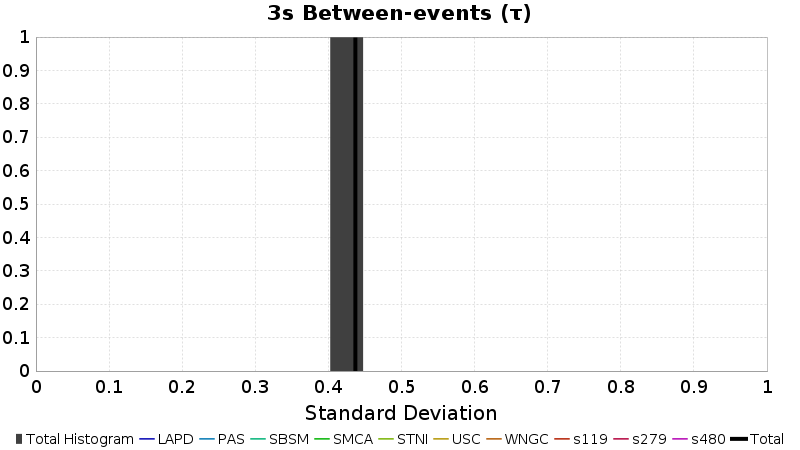 3s Between-events (τ)
1
0.9
0.8
0.7
0.6
0.5
0.4
0.3
0.2
0.1
0
0 0.1 0.2 0.3 0.4 0.5 0.6 0.7 0.8 0.9 1
Standard Deviation
Total Histogram LAPD PAS SBSM SMCA STNI USC WNGC s119 s279 s480 Total